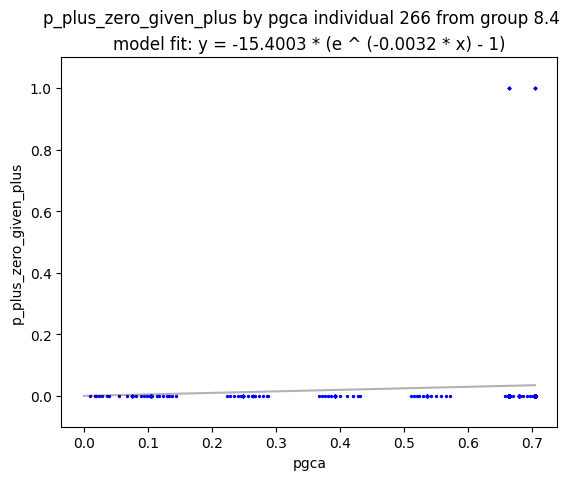 p_plus_zero_given_plus by pgca individual 266 from group 8.4
model fit: y = -15.4003 * (e ^ (-0.0032 * x) - 1)
1.0
0.8
0.6
0.4
0.2
0.0
p_plus_zero_given_plus
0.0 0.1 0.2 0.3 0.4 0.5 0.6 0.7
pgca